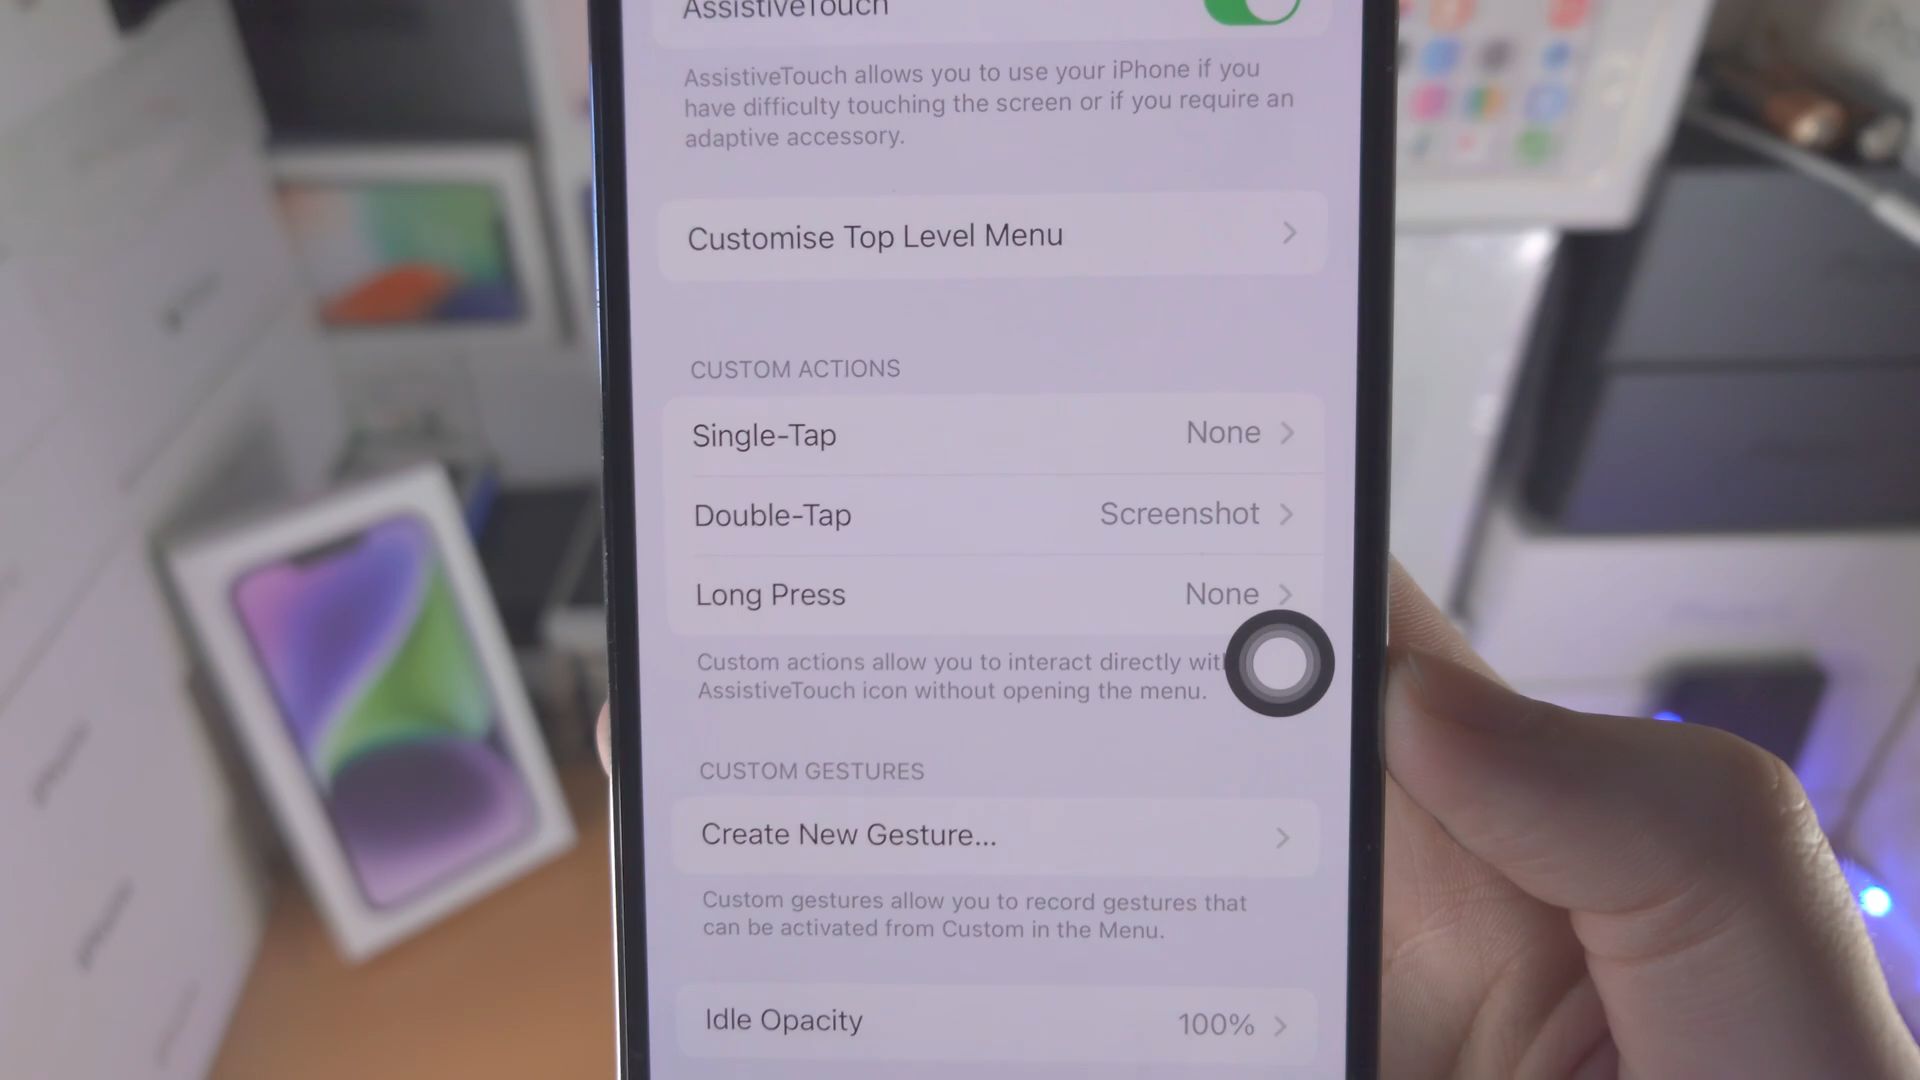 AssistiveTouch
AssistiveTouch allows you to use your iPhone if you
have difficulty touching the screen or if you require an
adaptive accessory.
Customise Top Level Menu
CUSTOM ACTIONS
Single-Tap None
Double-Tap Screenshot
Long Press None
Custom actions allow you to interact directly wit
AssistiveTouch icon without opening the menu.
CUSTOM GESTURES
Create New Gesture...
Custom gestures allow you to record gestures that
can be activated from Custom in the Menu.
Idle Opacity 100%
iPhone
iPhone